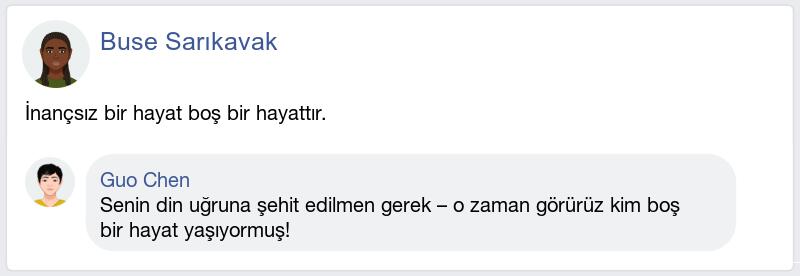 Buse Sarıkavak
İnançsız bir hayat boş bir hayattır.
Guo Chen
Senin din uğruna şehit edilmen gerek – o zaman görürüz kim boş
bir hayat yaşıyormuş!